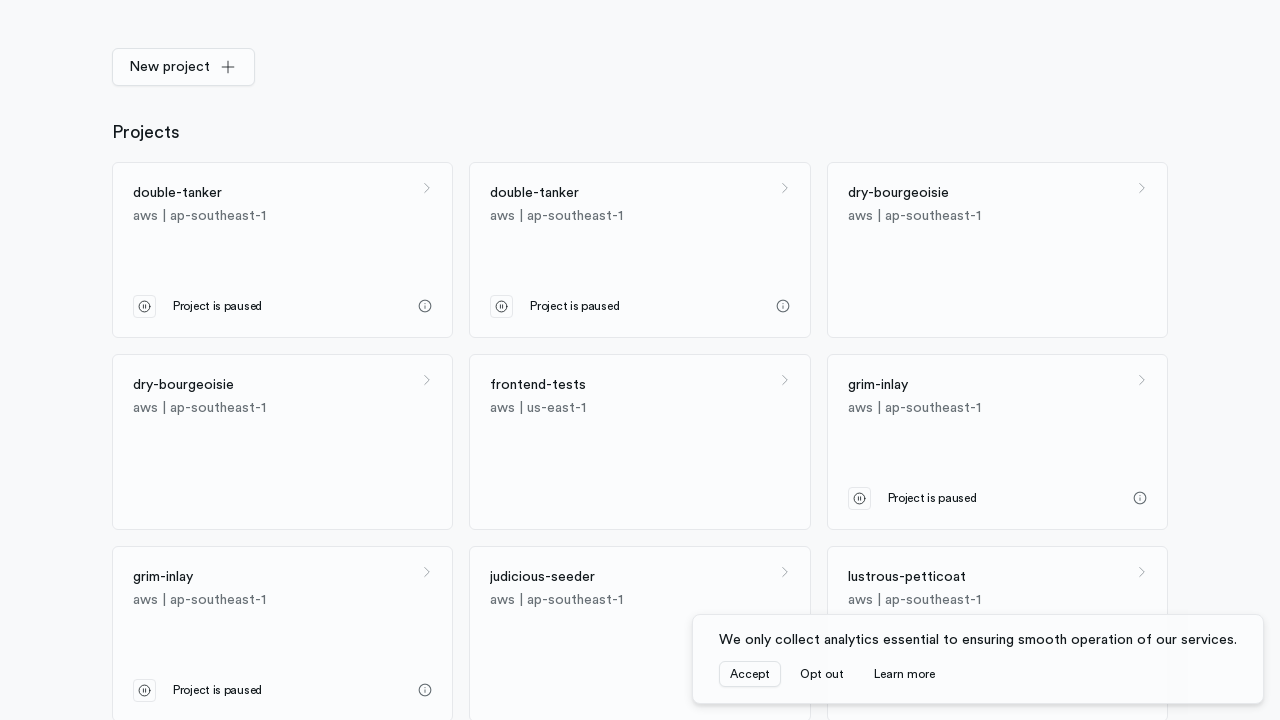 New project
Projects
double-tanker
aws | ap-southeast-1
Project is paused
double-tanker
aws | ap-southeast-1
Project is paused
dry-bourgeoisie
aws | ap-southeast-1
dry-bourgeoisie
aws | ap-southeast-1
frontend-tests
aws | us-east-1
grim-inlay
aws | ap-southeast-1
Project is paused
grim-inlay
aws | ap-southeast-1
Project is paused
judicious-seeder
aws | ap-southeast-1
lustrous-petticoat
aws | ap-southeast-1
We only collect analytics essential to ensuring smooth operation of our services.
Accept
Opt out
Learn more